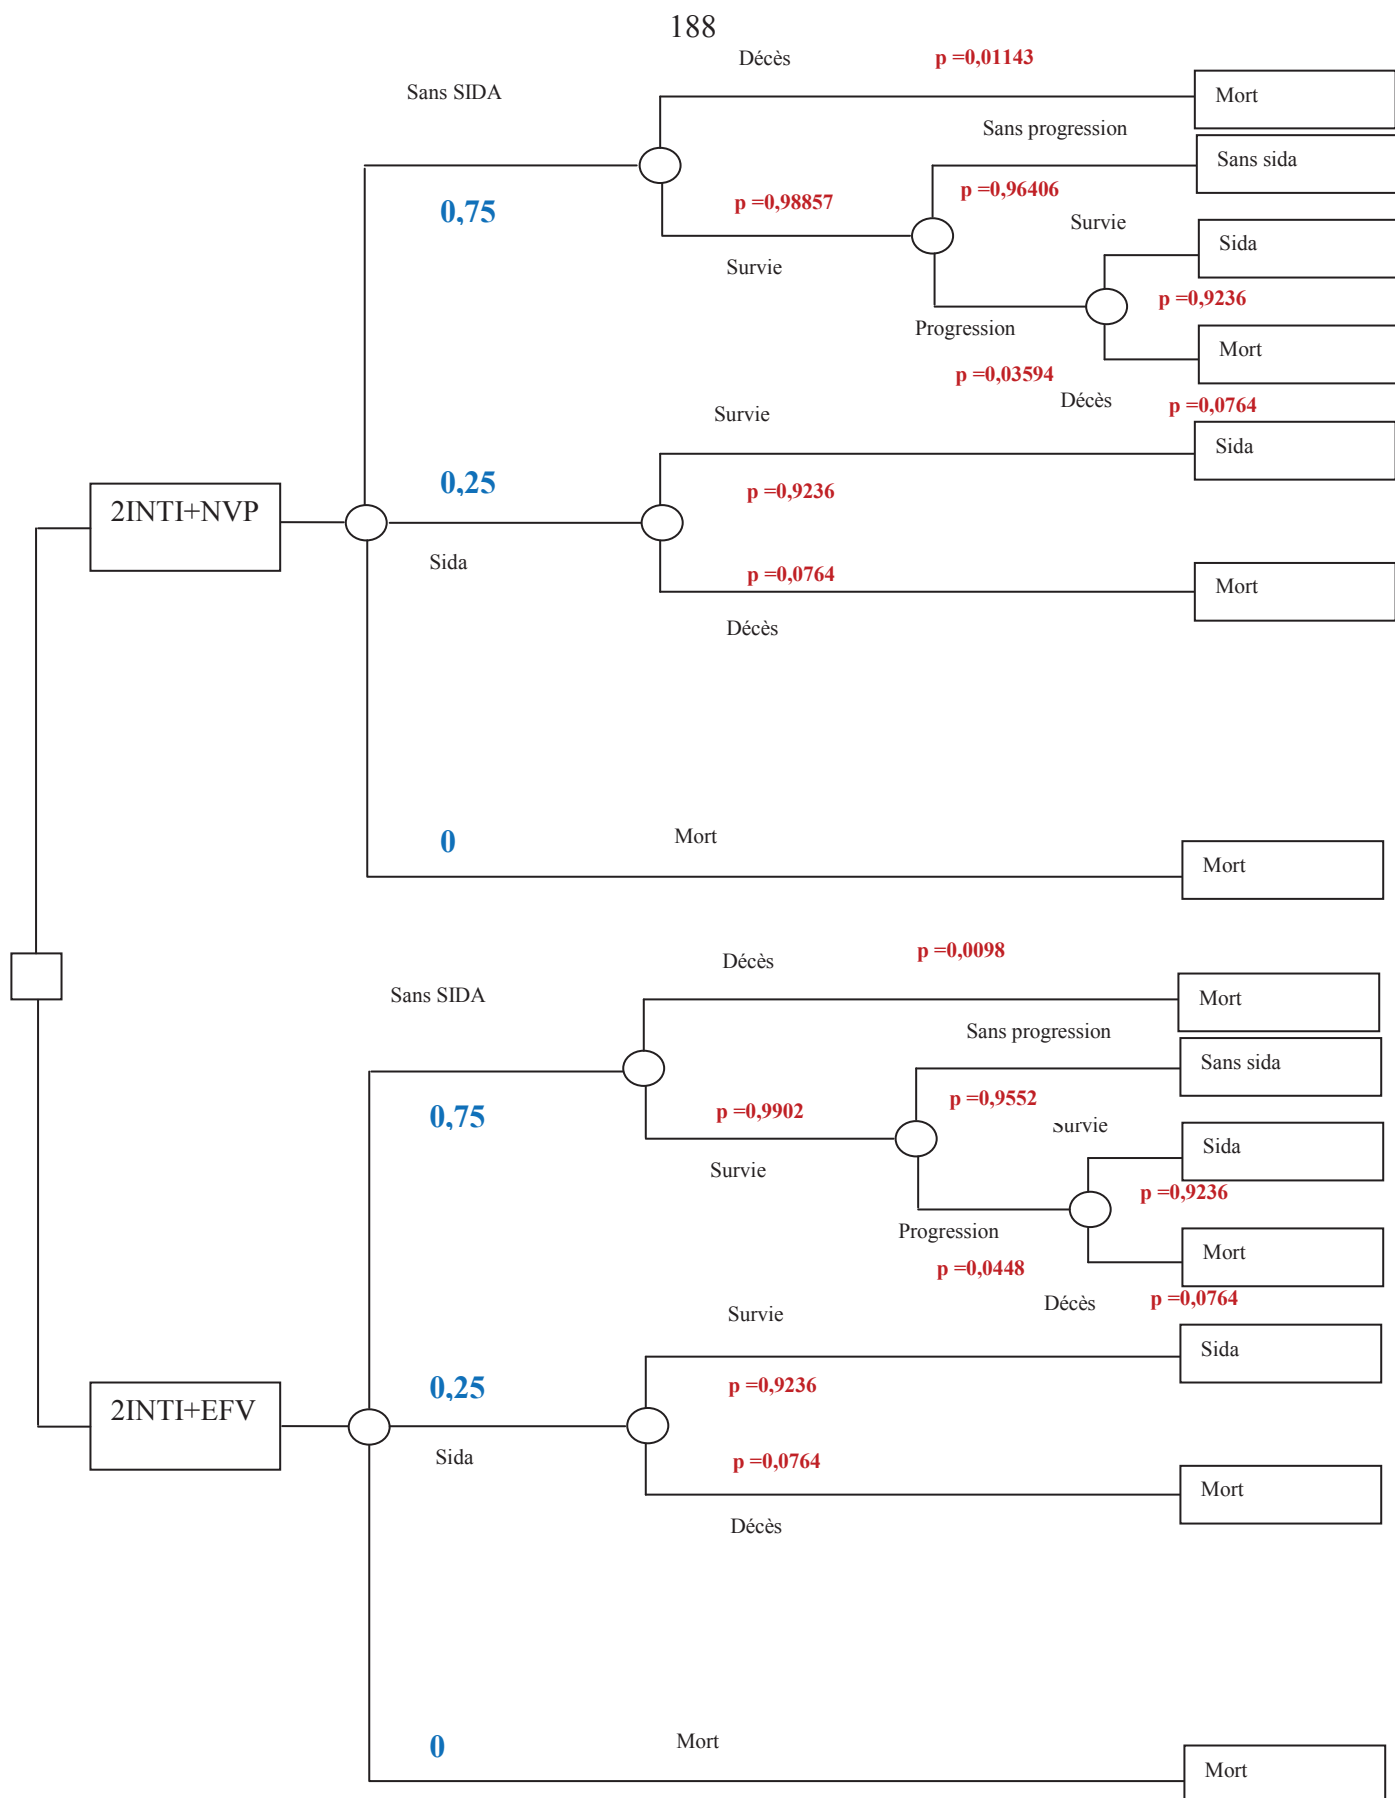 188
Décès
p =0,01143
Sans SIDA
Mort
Sans progression
Sans sida
p =0,96406
p =0,98857
0,75
Survie
Sida
Survie
p =0,9236
Progression
Mort
p =0,03594
Décès
p =0,0764
Survie
Sida
0,25
p =0,9236
2INTI+NVP
Sida
p =0,0764
Mort
Décès
0
Mort
Mort
Décès
p =0,0098
Sans SIDA
Mort
Sans progression
Sans sida
p =0,9552
0,75
p =0,9902
Survie
Sida
Survie
p =0,9236
Progression
Mort
p =0,0448
Décès
p =0,0764
Survie
Sida
0,25
p =0,9236
2INTI+EFV
Sida
p =0,0764
Mort
Décès
0
Mort
Mort